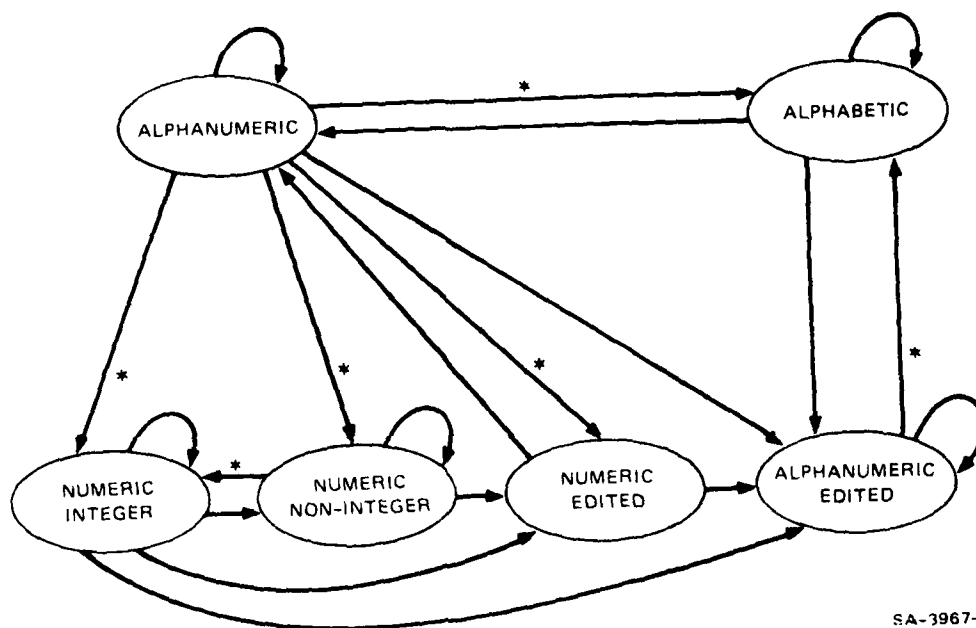 *
ALPHANUMERIC
ALPHABETIC
*
*
*
*
*
NUMERIC
INTEGER
NUMERIC
NON-INTEGER
NUMERIC
EDITED
ALPHANUMERIC
EDITED
SA-3967-